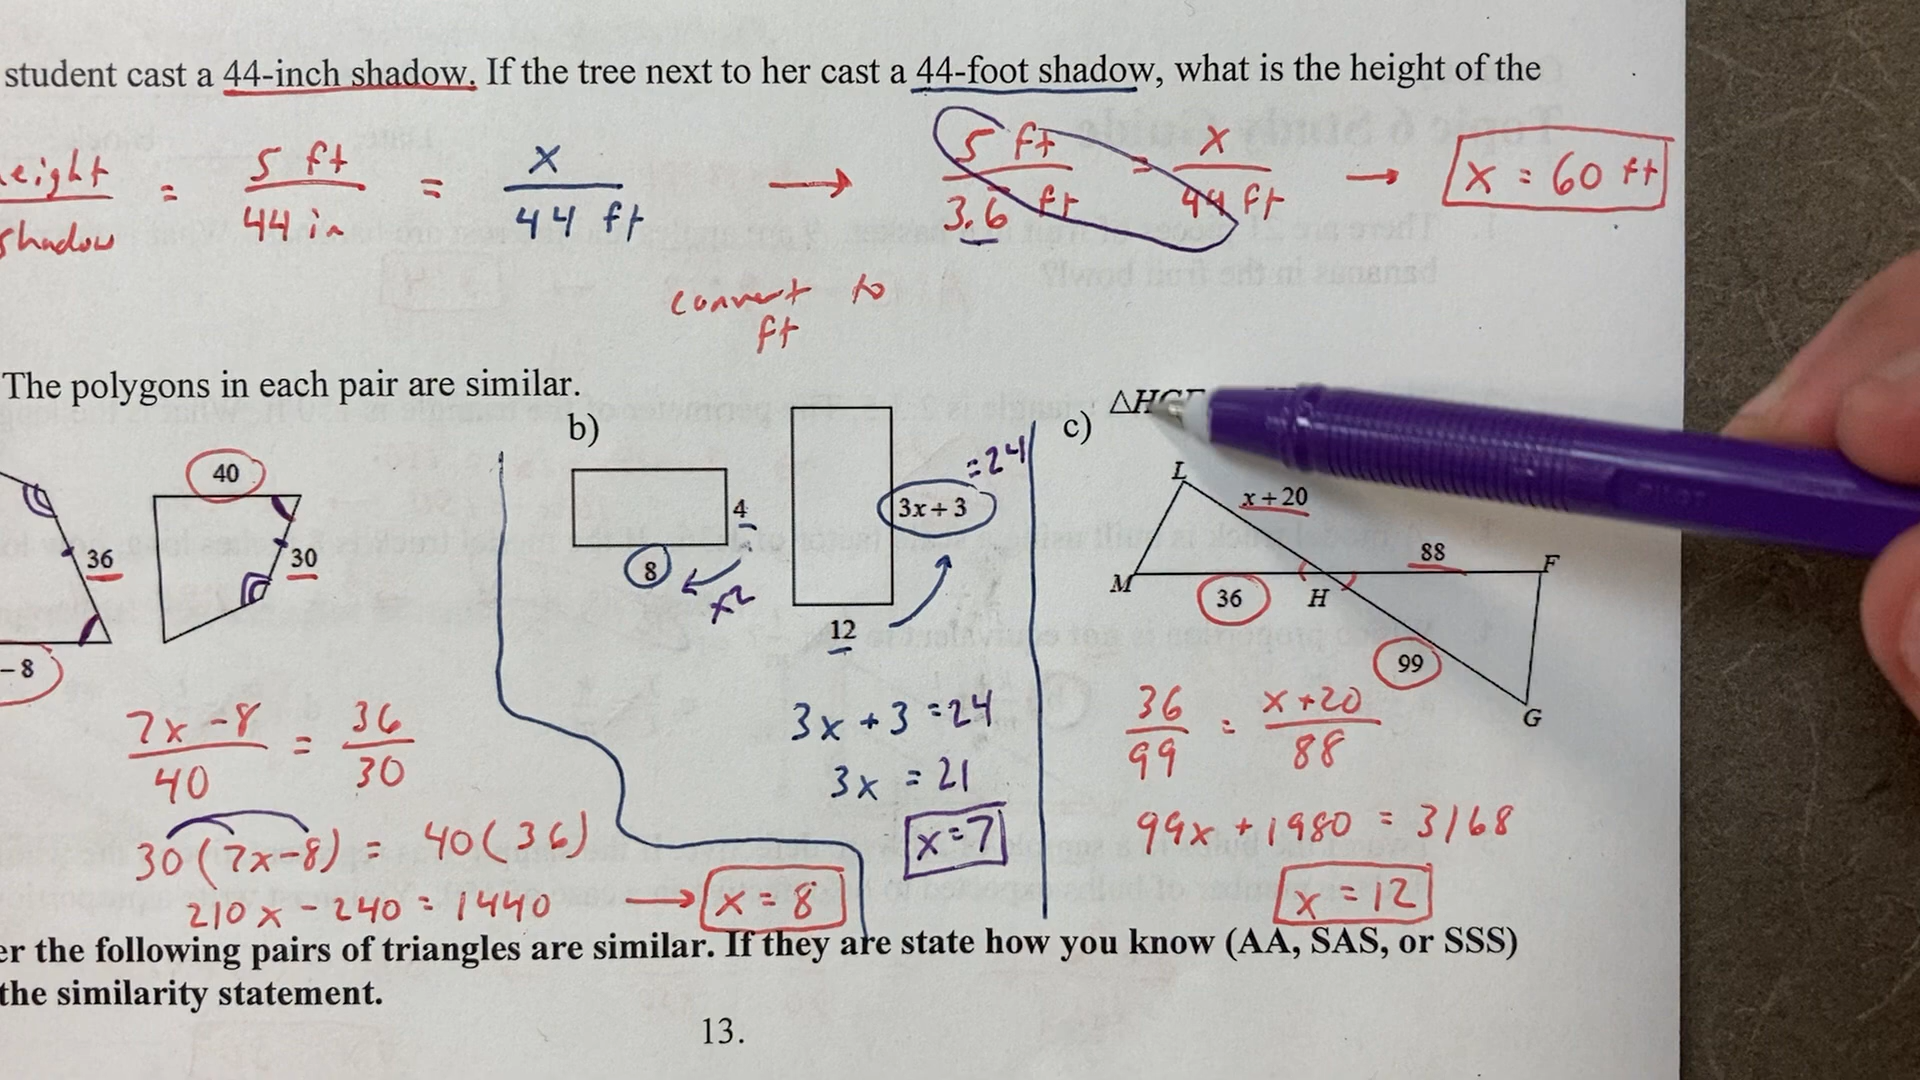 student cast a 44-inch shadow. If the tree next to her cast a 44-foot shadow, what is the height of the
5 ft / 44 in = x / 44 ft → 5 ft / 3.6 ft = x / 44 ft → x = 60 ft
shadow
convert to
ft
The polygons in each pair are similar.
40
36
30
- 8
7x - 8 / 40 = 36 / 30
30(7x-8) = 40(36)
210x - 240 = 1440 → x = 8
b)
4
8
x2
3x + 3
= 24
12
3x + 3 = 24
3x = 21
x = 7
c)
L
x + 20
88
F
M
36
H
99
G
36 / 99 = x + 20 / 88
99x + 1980 = 3168
x = 12
the following pairs of triangles are similar. If they are state how you know (AA, SAS, or SSS)
the similarity statement.
13.